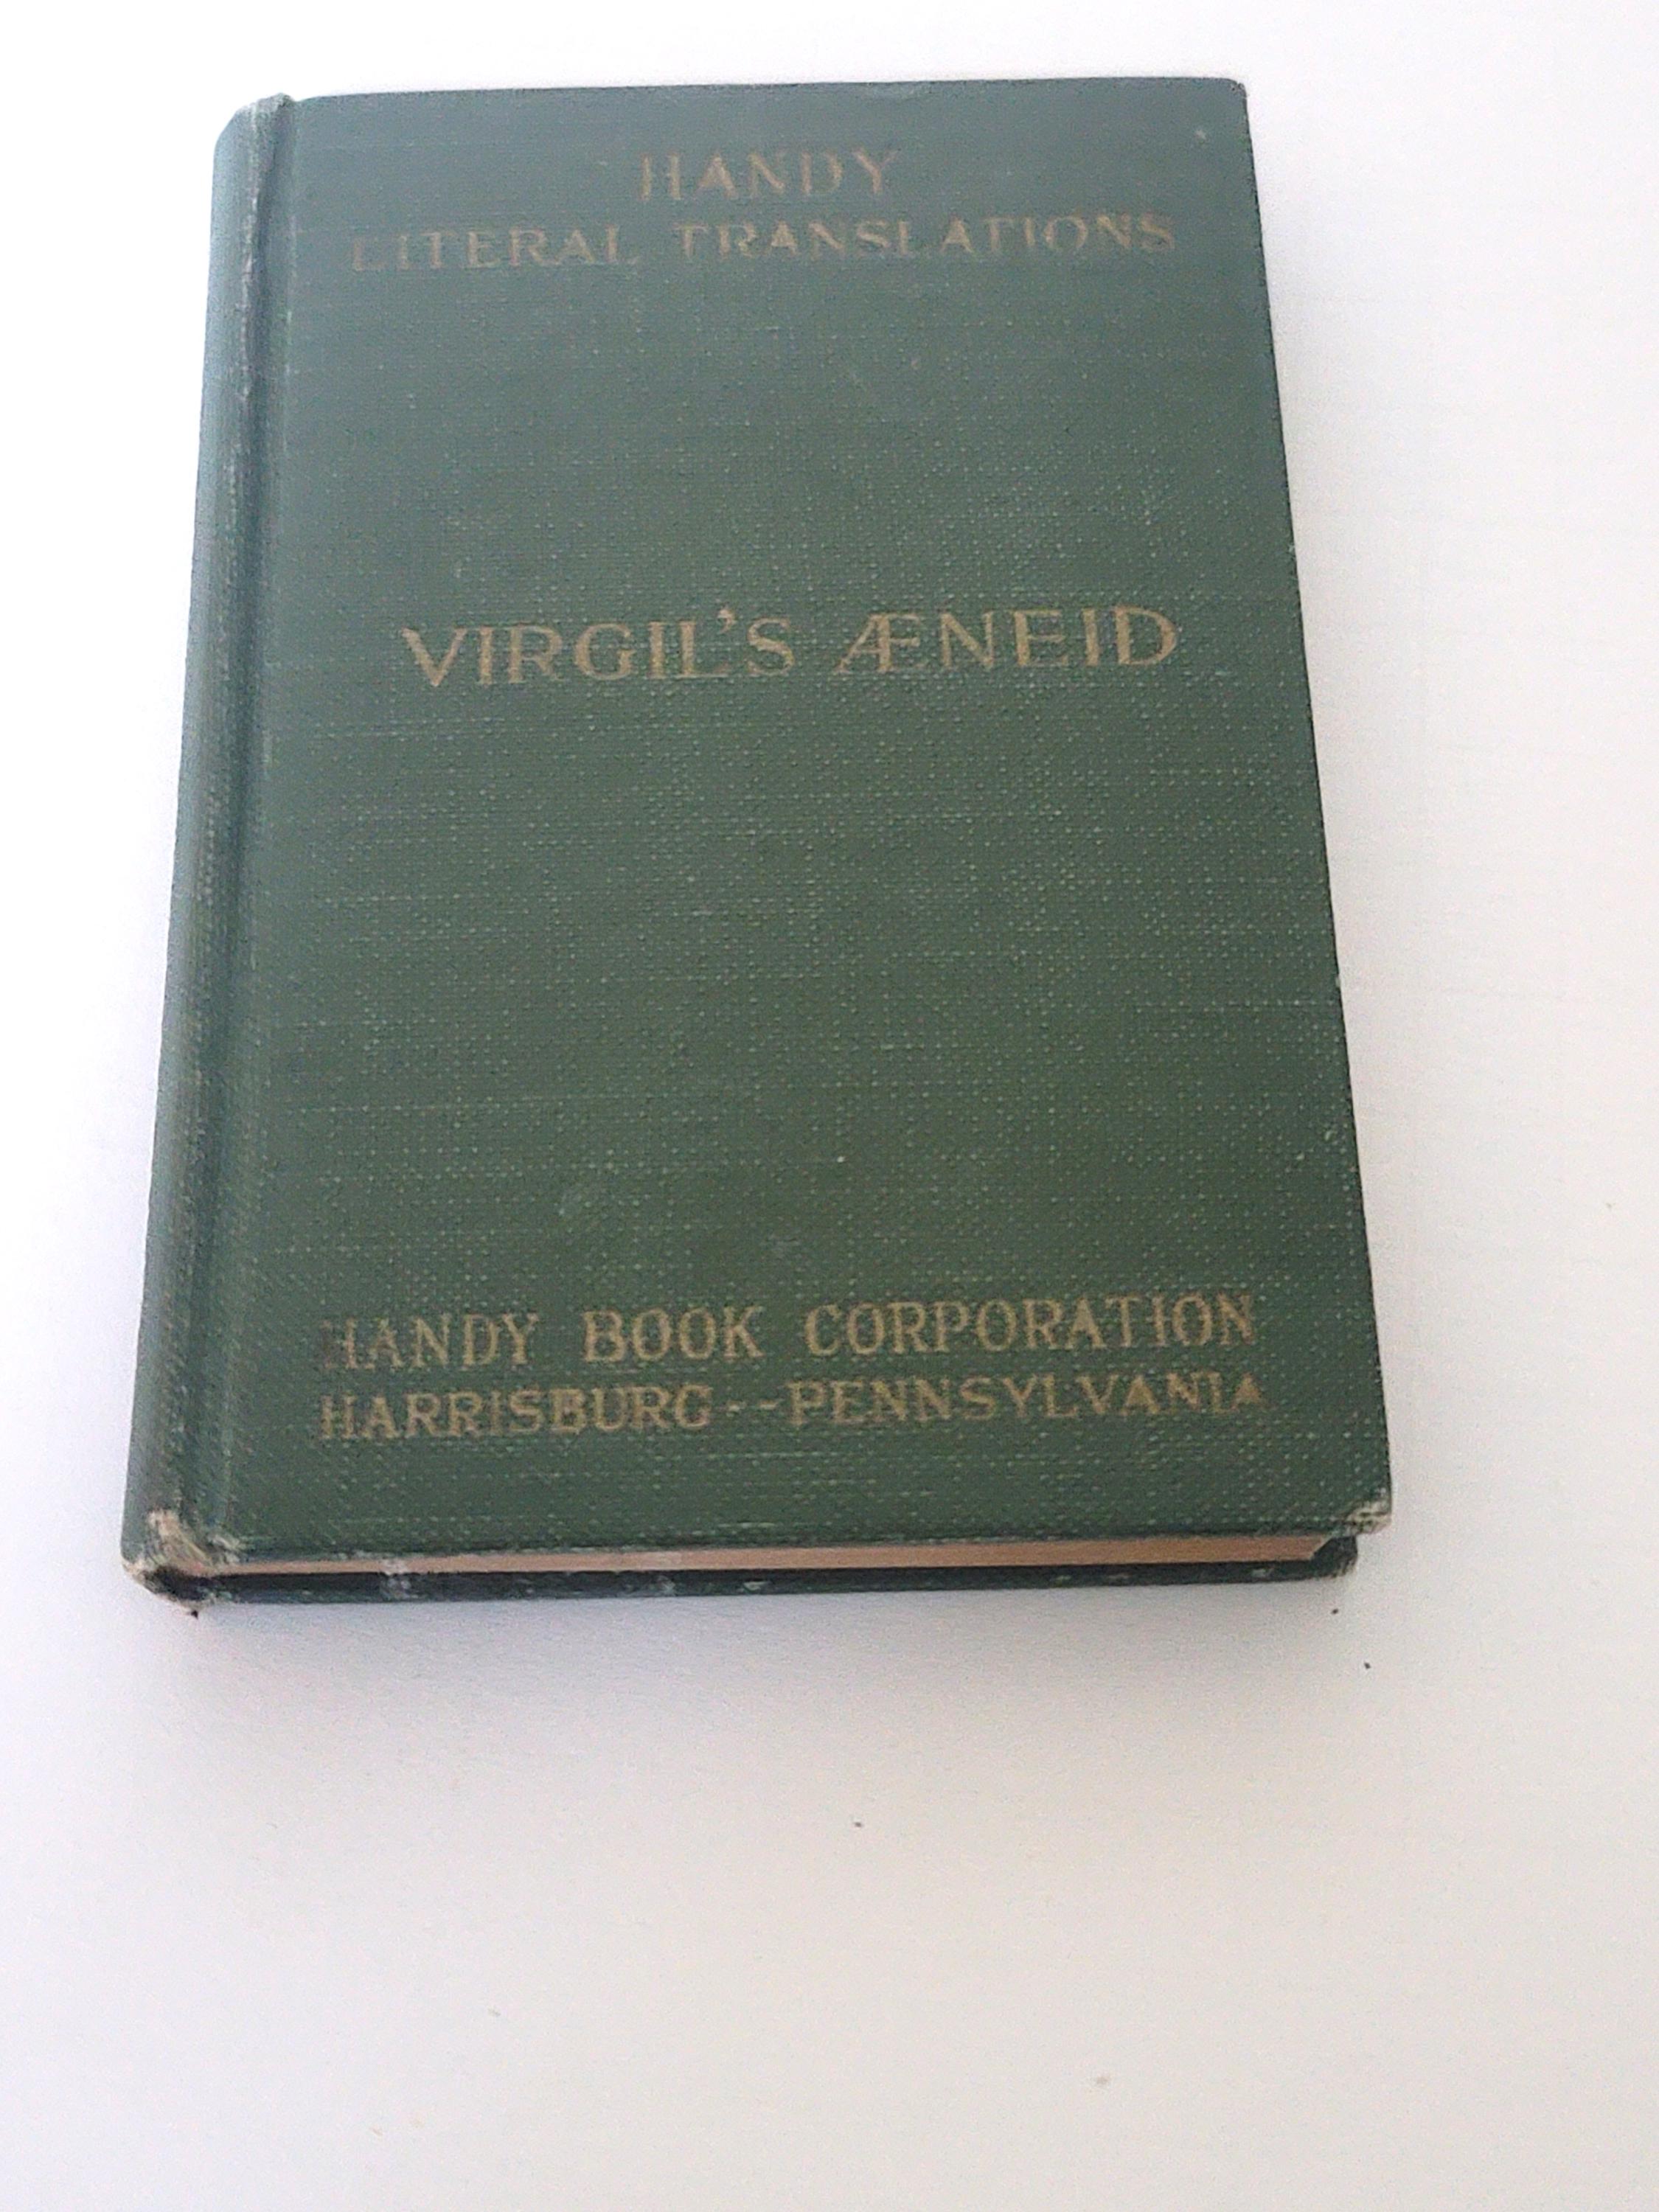 HANDY
LITERAL TRANSLATIONS
VIRGIL'S ÆNEID
HANDY BOOK CORPORATION
HARRISBURG--PENNSYLVANIA